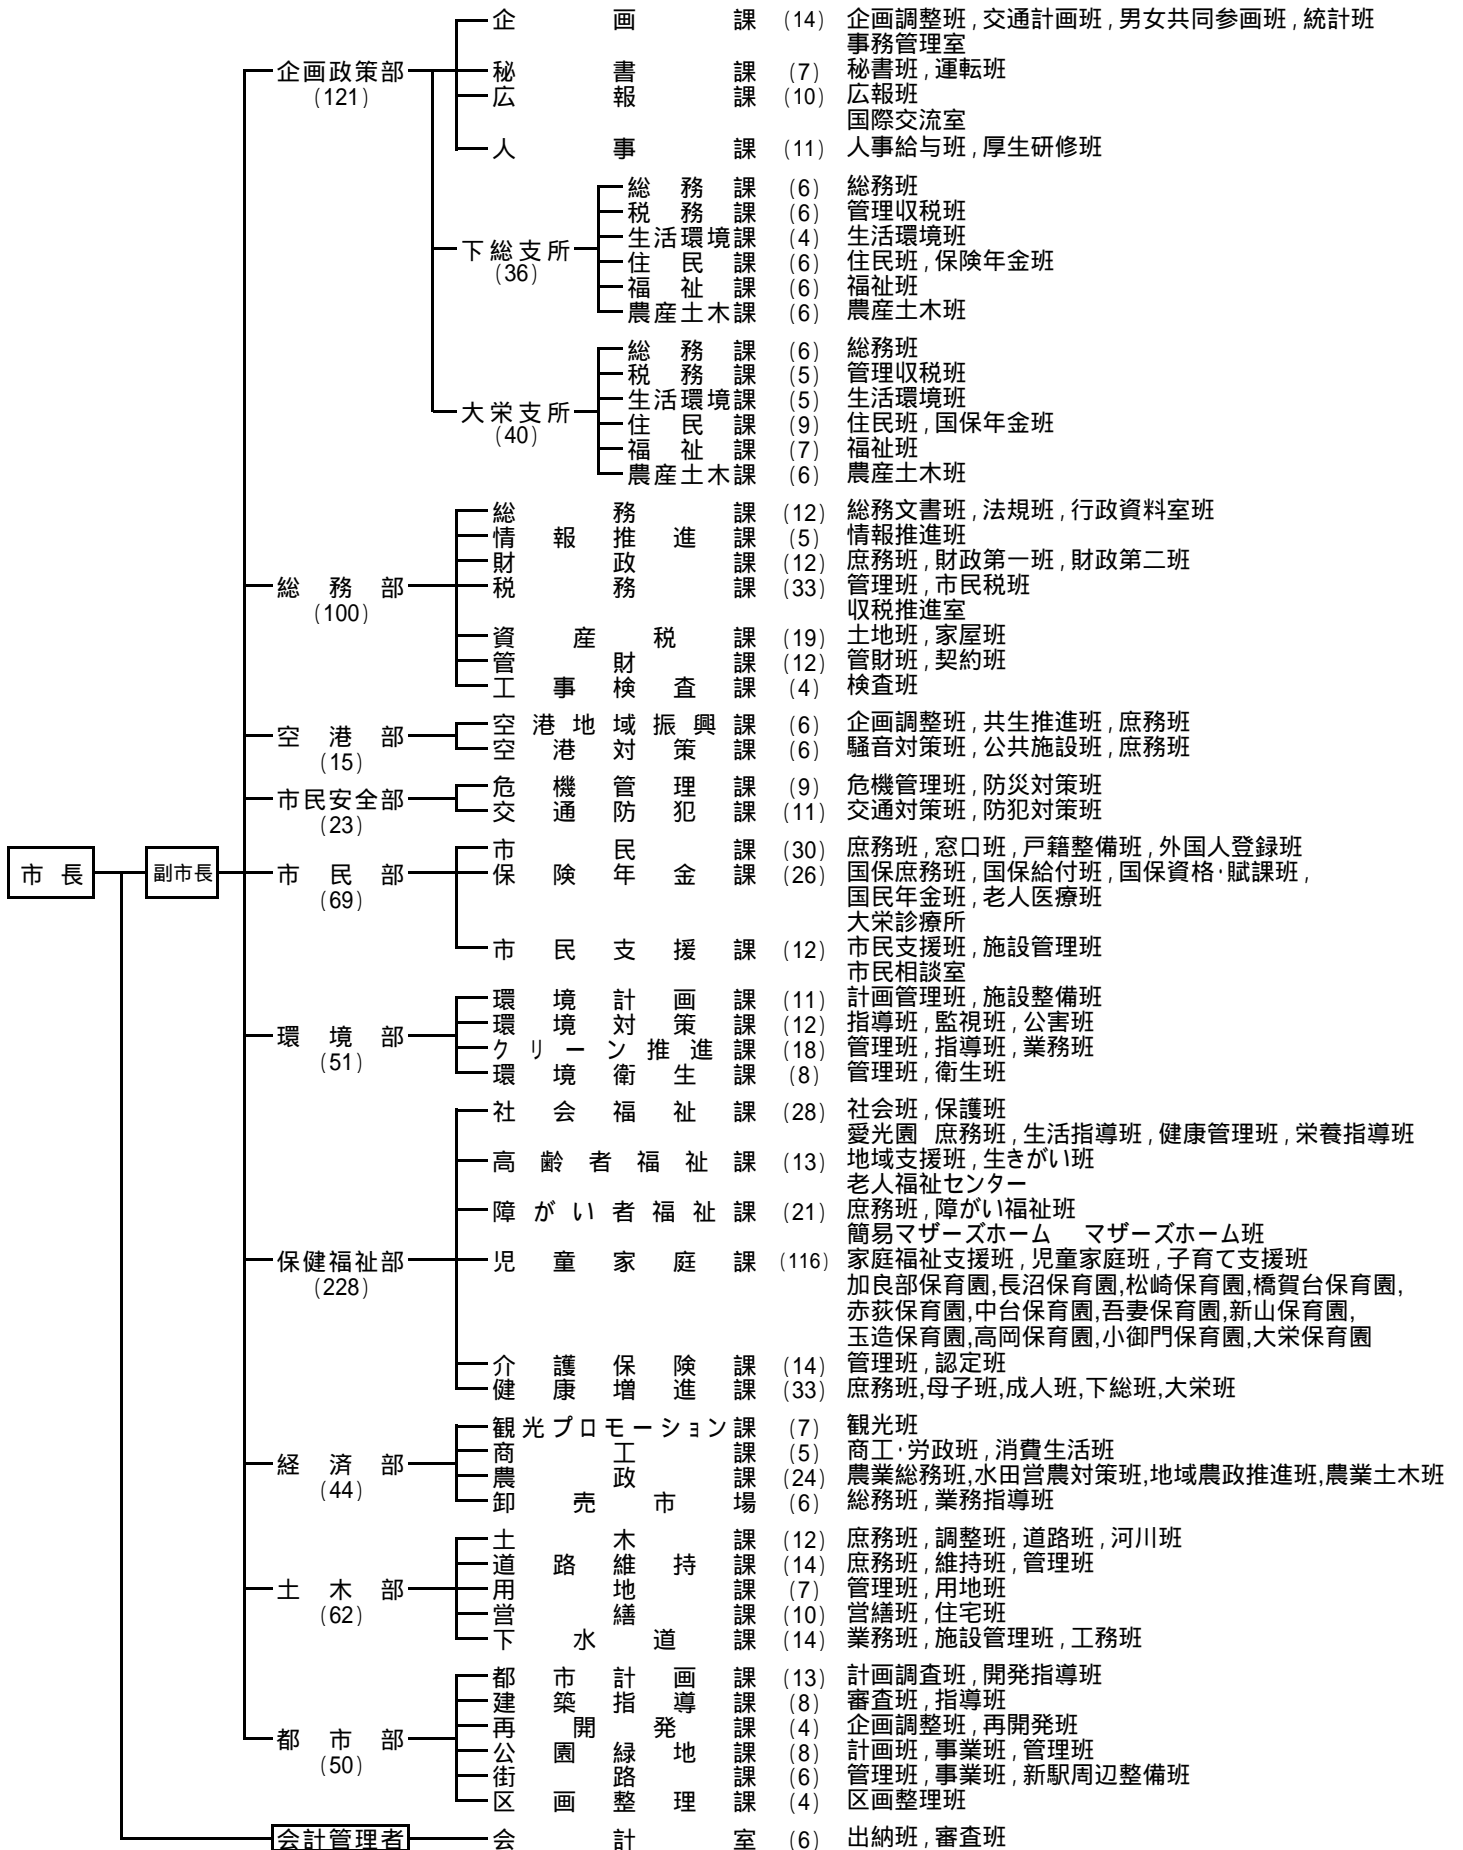 企画課 (14) 企画調整班，交通計画班，男女共同参画班，統計班
事務管理室
企画政策部 秘書課 (7) 秘書班，運転班
(121) 広報課 (10) 広報班
国際交流室
人事課 (11) 人事給与班，厚生研修班
総務課 (6) 総務班
税務課 (6) 管理収税班
生活環境課 (4) 生活環境班
下総支所 住民課 (6) 住民班，保険年金班
(36) 福祉課 (6) 福祉班
農産土木課 (6) 農産土木班
総務課 (6) 総務班
税務課 (5) 管理収税班
生活環境課 (5) 生活環境班
大栄支所 住民課 (9) 住民班，国保年金班
(40) 福祉課 (7) 福祉班
農産土木課 (6) 農産土木班
総務課 (12) 総務文書班，法規班，行政資料室班
情報推進課 (5) 情報推進班
財政課 (12) 庶務班，財政第一班，財政第二班
総務部 税務課 (33) 管理班，市民税班
(100) 収税推進室
資産税課 (19) 土地班，家屋班
管財課 (12) 管財班，契約班
工事検査課 (4) 検査班
空港地域振興課 (6) 企画調整班，共生推進班，庶務班
空港部 空港対策課 (6) 騒音対策班，公共施設班，庶務班
(15)
危機管理課 (9) 危機管理班，防災対策班
市民安全部 交通防犯課 (11) 交通対策班，防犯対策班
(23)
市民課 (30) 庶務班，窓口班，戸籍整備班，外国人登録班
市長 副市長 市民部 保険年金課 (26) 国保庶務班，国保給付班，国保資格・賦課班，
(69) 国民年金班，老人医療班
大栄診療所
市民支援課 (12) 市民支援班，施設管理班
市民相談室
環境計画課 (11) 計画管理班，施設整備班
環境部 環境対策課 (12) 指導班，監視班，公害班
(51) クリーン推進課 (18) 管理班，指導班，業務班
環境衛生課 (8) 管理班，衛生班
社会福祉課 (28) 社会班，保護班
愛光園 庶務班，生活指導班，健康管理班，栄養指導班
高齢者福祉課 (13) 地域支援班，生きがい班
老人福祉センター
障がい者福祉課 (21) 庶務班，障がい福祉班
簡易マザーズホーム マザーズホーム班
保健福祉部 児童家庭課 (116) 家庭福祉支援班，児童家庭班，子育て支援班
(228) 加良部保育園,長沼保育園,松崎保育園,橋賀台保育園,
赤荻保育園,中台保育園,吾妻保育園,新山保育園,
玉造保育園,高岡保育園,小御門保育園,大栄保育園
介護保険課 (14) 管理班，認定班
健康増進課 (33) 庶務班,母子班,成人班,下総班,大栄班
観光プロモーション課 (7) 観光班
商工課 (5) 商工・労政班，消費生活班
経済部 農政課 (24) 農業総務班,水田営農対策班,地域農政推進班,農業土木班
(44) 卸売市場 (6) 総務班，業務指導班
土木課 (12) 庶務班，調整班，道路班，河川班
道路維持課 (14) 庶務班，維持班，管理班
土木部 用地課 (7) 管理班，用地班
(62) 営繕課 (10) 営繕班，住宅班
下水道課 (14) 業務班，施設管理班，工務班
都市計画課 (13) 計画調査班，開発指導班
建築指導課 (8) 審査班，指導班
再開発課 (4) 企画調整班，再開発班
都市部 公園緑地課 (8) 計画班，事業班，管理班
(50) 街路課 (6) 管理班，事業班，新駅周辺整備班
区画整理課 (4) 区画整理班
会計管理者 会計室 (6) 出納班，審査班